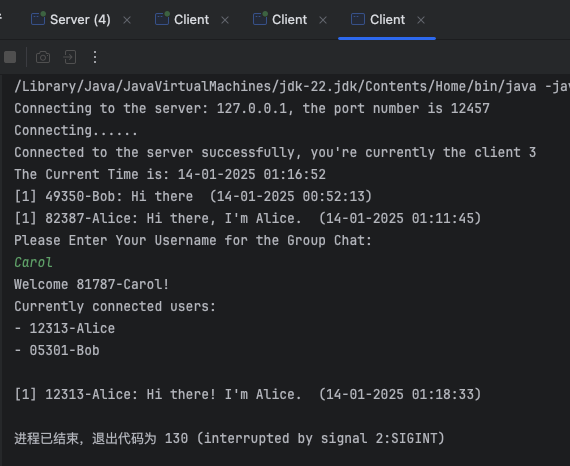 Server (4)
Client
Client
Client
/Library/Java/JavaVirtualMachines/jdk-22.jdk/Contents/Home/bin/java -jav
Connecting to the server: 127.0.0.1, the port number is 12457
Connecting......
Connected to the server successfully, you're currently the client 3
The Current Time is: 14-01-2025 01:16:52
[1] 49350-Bob: Hi there  (14-01-2025 00:52:13)
[1] 82387-Alice: Hi there, I'm Alice.  (14-01-2025 01:11:45)
Please Enter Your Username for the Group Chat:
Carol
Welcome 81787-Carol!
Currently connected users:
- 12313-Alice
- 05301-Bob
[1] 12313-Alice: Hi there! I'm Alice.  (14-01-2025 01:18:33)
进程已结束，退出代码为 130 (interrupted by signal 2:SIGINT)